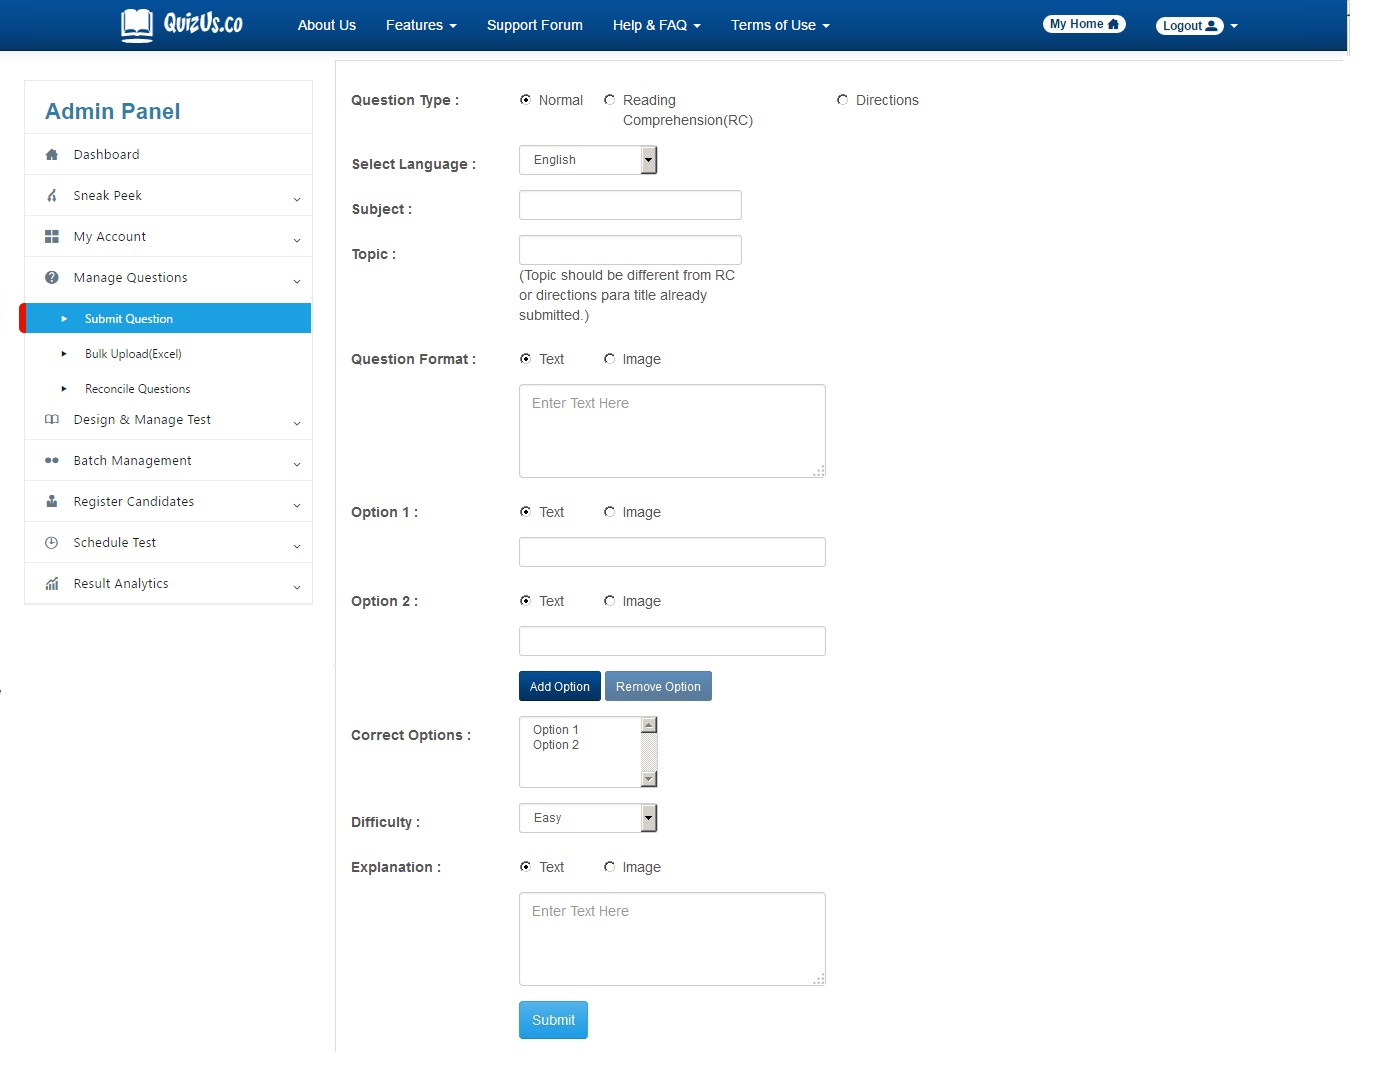 QuizUs.co
About Us Features Support Forum Help & FAQ Terms of Use My Home Logout
Admin Panel
Dashboard
Sneak Peek
My Account
Manage Questions
Submit Question
Bulk Upload(Excel)
Reconcile Questions
Design & Manage Test
Batch Management
Register Candidates
Schedule Test
Result Analytics
Question Type : Normal Reading Directions
Comprehension(RC)
Select Language : English
Subject :
Topic :
(Topic should be different from RC
or directions para title already
submitted.)
Question Format : Text Image
Enter Text Here
Option 1 : Text Image
Option 2 : Text Image
Add Option Remove Option
Correct Options : Option 1
Option 2
Difficulty : Easy
Explanation : Text Image
Enter Text Here
Submit